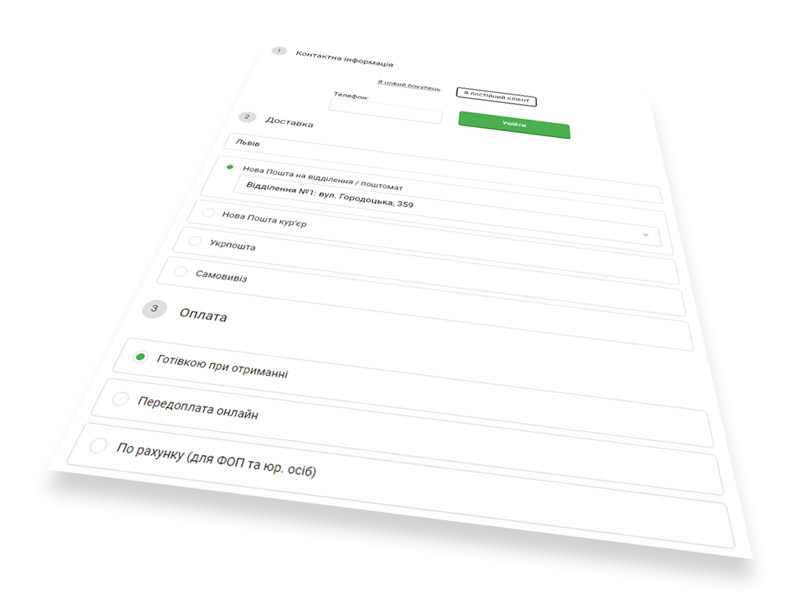 1 Контактна інформація
Я новий покупець
Я постійний клієнт
Телефон:
Увійти
2 Доставка
Львів
Нова Пошта на відділення / поштомат
Відділення №1: вул. Городоцька, 359
Нова Пошта кур'єр
Укрпошта
Самовивіз
3 Оплата
Готівкою при отриманні
Передоплата онлайн
По рахунку (для ФОП та юр. осіб)